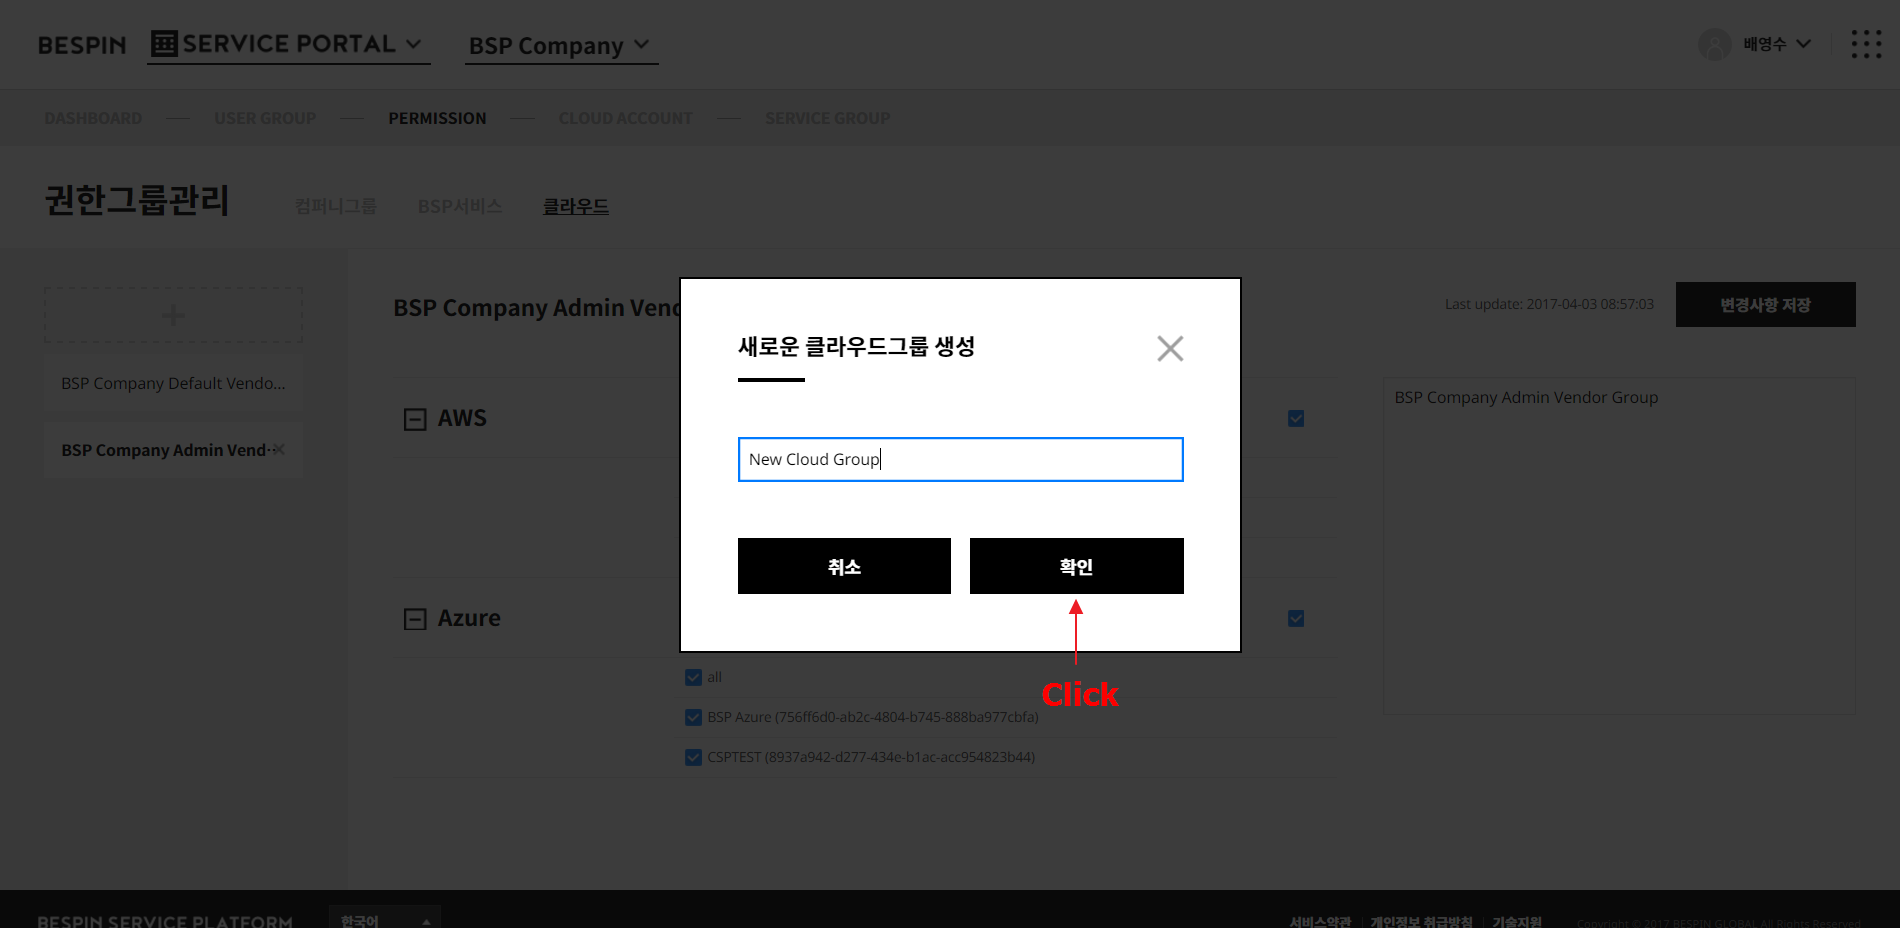 BESPIN SERVICE PORTAL BSP Company 배영수
DASHBOARD USER GROUP PERMISSION CLOUD ACCOUNT SERVICE GROUP
권한그룹관리 컴퍼니그룹 BSP서비스 클라우드
BSP Company Default Vendo...
BSP Company Admin Vend...
BSP Company Admin Vend
Last update: 2017-04-03 08:57:03 변경사항 저장
AWS
BSP Company Admin Vendor Group
새로운 클라우드그룹 생성
New Cloud Group
취소 확인
Click
Azure
all
BSP Azure (756ff6d0-ab2c-4804-b745-888ba977cbfa)
CSPTEST (8937a942-d277-434e-b1ac-acc954823b44)
BESPIN SERVICE PLATFORM 한국어 서비스약관 개인정보 취급방침 기술지원 Copyright © 2017 BESPIN GLOBAL All Rights Reserved